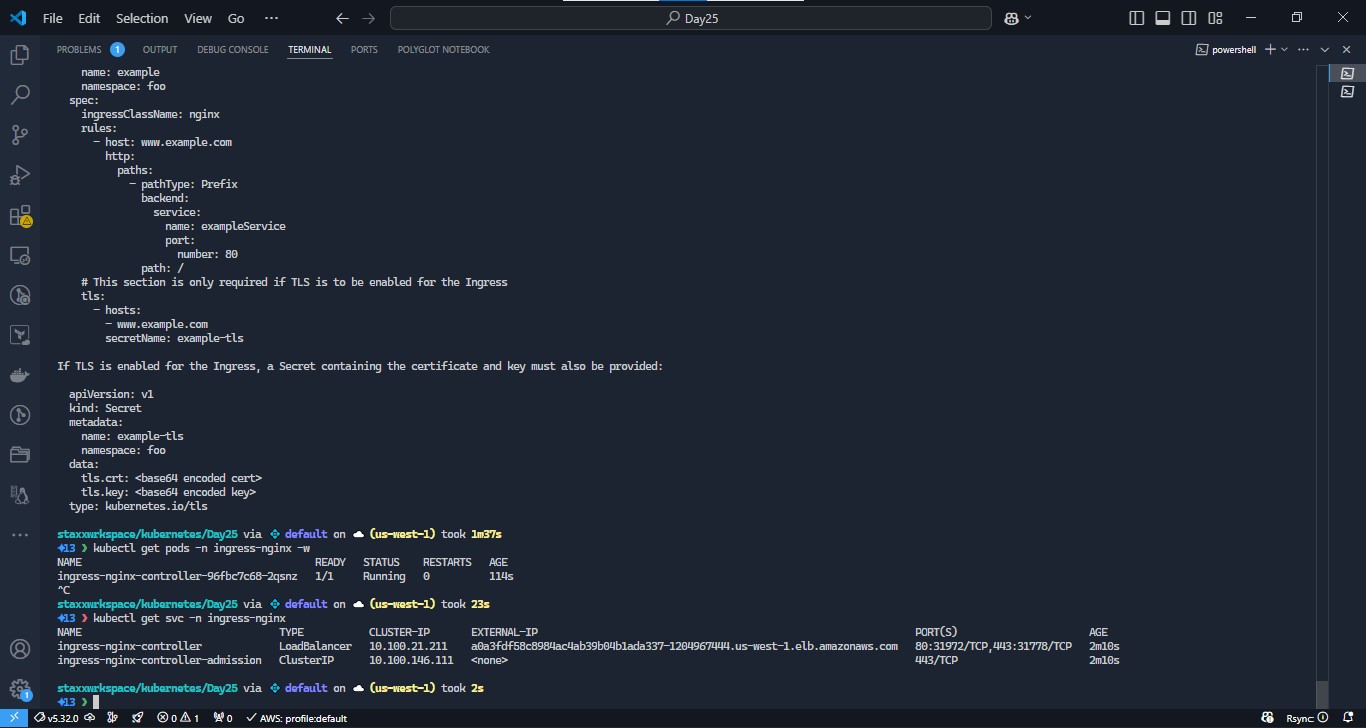 File Edit Selection View Go ··· Day25
PROBLEMS 1 OUTPUT DEBUG CONSOLE TERMINAL PORTS POLYGLOT NOTEBOOK powershell
name: example
namespace: foo
spec:
ingressClassName: nginx
rules:
- host: www.example.com
http:
paths:
- pathType: Prefix
backend:
service:
name: exampleService
port:
number: 80
path: /
# This section is only required if TLS is to be enabled for the Ingress
tls:
- hosts:
- www.example.com
secretName: example-tls
If TLS is enabled for the Ingress, a Secret containing the certificate and key must also be provided:
apiVersion: v1
kind: Secret
metadata:
name: example-tls
namespace: foo
data:
tls.crt: <base64 encoded cert>
tls.key: <base64 encoded key>
type: kubernetes.io/tls
staxxwrkspace/kubernetes/Day25 via default on (us-west-1) took 1m37s
✦13 ❯ kubectl get pods -n ingress-nginx -w
NAME READY STATUS RESTARTS AGE
ingress-nginx-controller-96fbc7c68-2qsnz 1/1 Running 0 114s
^C
staxxwrkspace/kubernetes/Day25 via default on (us-west-1) took 23s
✦13 ❯ kubectl get svc -n ingress-nginx
NAME TYPE CLUSTER-IP EXTERNAL-IP PORT(S) AGE
ingress-nginx-controller LoadBalancer 10.100.21.211 a0a3fdf58c8984ac4ab39b04b1ada337-1204967444.us-west-1.elb.amazonaws.com 80:31972/TCP,443:31778/TCP 2m10s
ingress-nginx-controller-admission ClusterIP 10.100.146.111 <none> 443/TCP 2m10s
staxxwrkspace/kubernetes/Day25 via default on (us-west-1) took 2s
✦13 ❯
1
v5.32.0 0 1 0 AWS: profile:default Rsync: